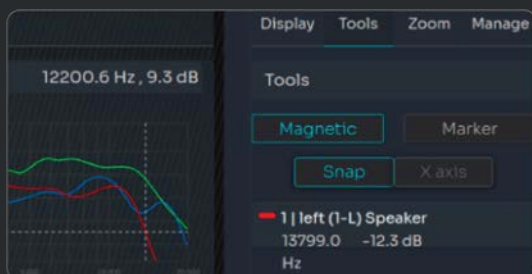 Display Tools Zoom Manage
12200.6 Hz , 9.3 dB
Tools
Magnetic Marker
Snap X axis
1 | left (1-L) Speaker
13799.0 -12.3 dB
Hz